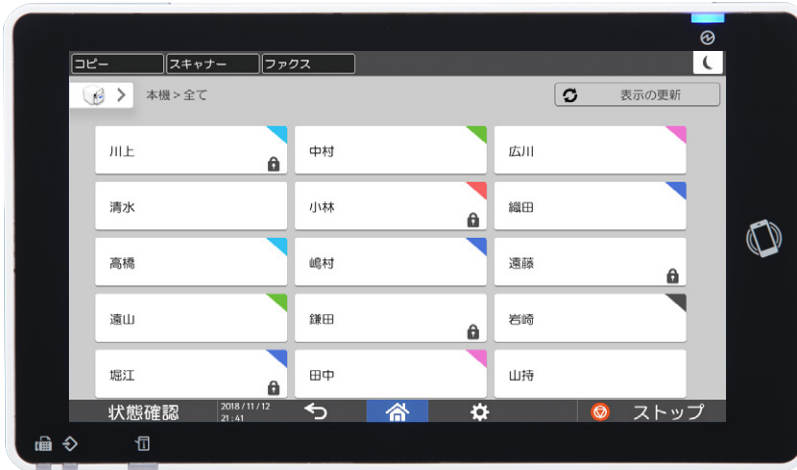 コピー
スキャナー
ファクス
本機 > 全て
表示の更新
川上
中村
広川
清水
小林
織田
高橋
嶋村
遠藤
遠山
鎌田
岩崎
堀江
田中
山持
状態確認
2018/11/12
21:41
ストップ